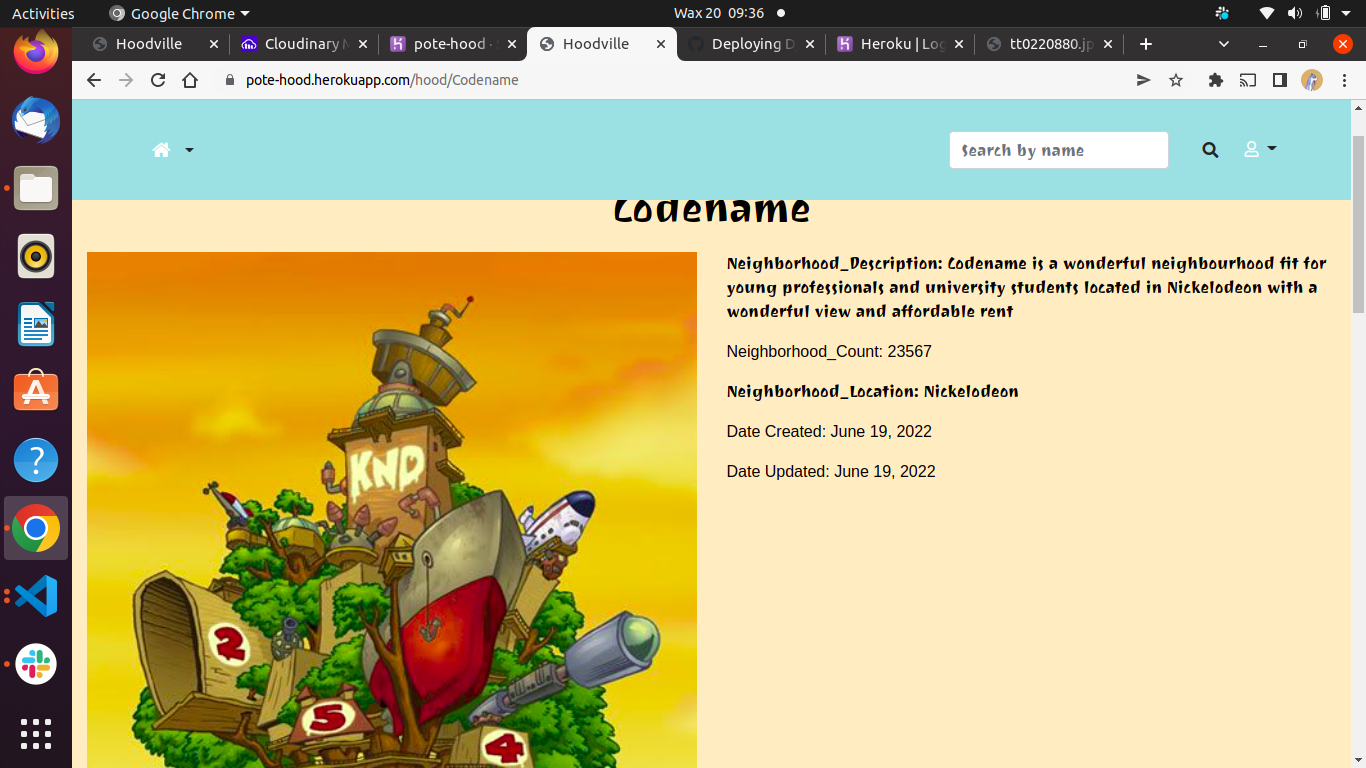 Activities
Google Chrome
Wax 20 09:36
Hoodville
Cloudinary M
pote-hood · S
Hoodville
Deploying D
Heroku | Log
tt0220880.jp
pote-hood.herokuapp.com/hood/Codename
Search by name
Codename
Neighborhood_Description: Codename is a wonderful neighbourhood fit for
young professionals and university students located in Nickelodeon with a
wonderful view and affordable rent
Neighborhood_Count: 23567
Neighborhood_Location: Nickelodeon
Date Created: June 19, 2022
Date Updated: June 19, 2022
KND
2
5
4